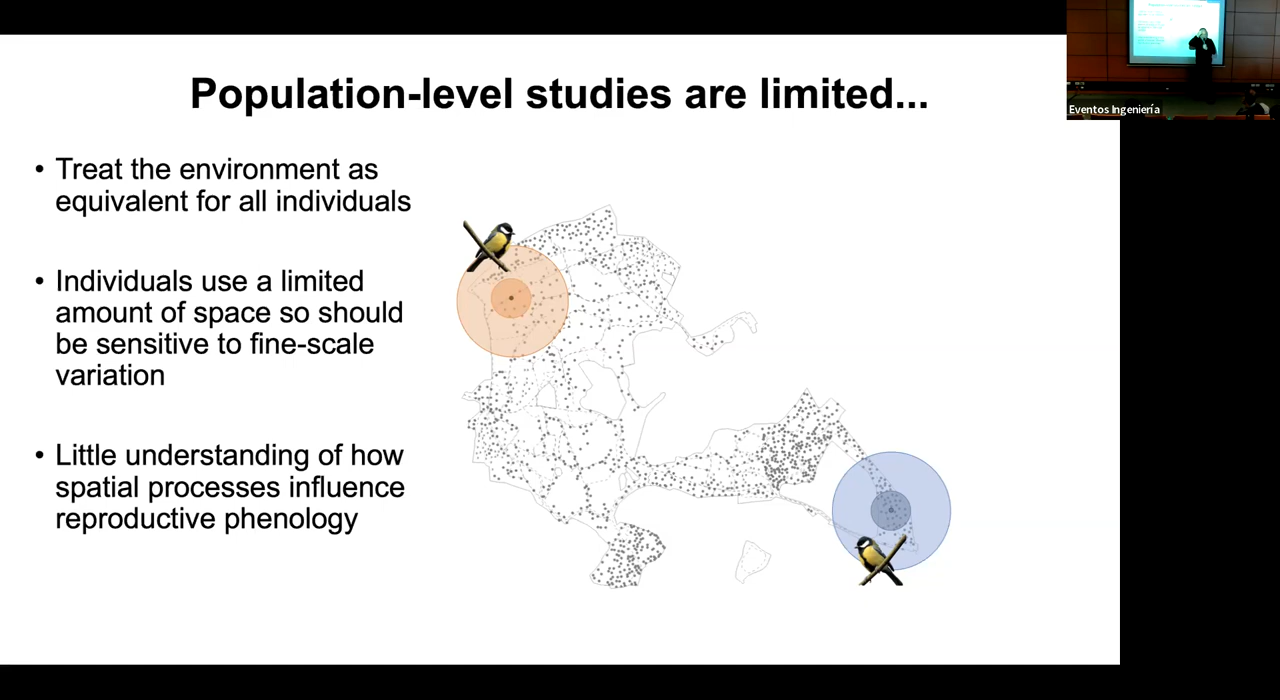 Population-level studies are limited...
• Treat the environment as
equivalent for all individuals
• Individuals use a limited
amount of space so should
be sensitive to fine-scale
variation
• Little understanding of how
spatial processes influence
reproductive phenology
Eventos Ingeniería